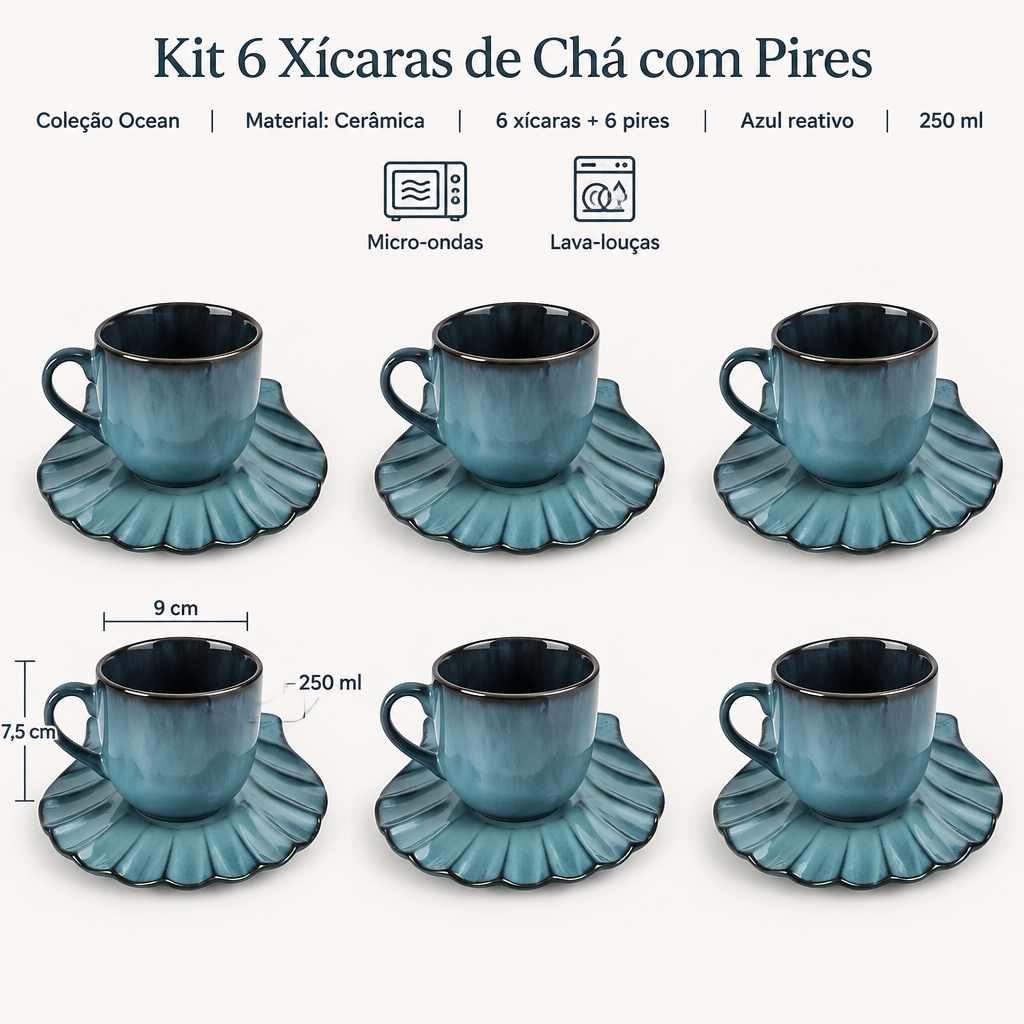 Kit 6 Xícaras de Chá com Pires
Coleção Ocean | Material: Cerâmica | 6 xícaras + 6 pires | Azul reativo | 250 ml
Micro-ondas
Lava-louças
9 cm
250 ml
7,5 cm